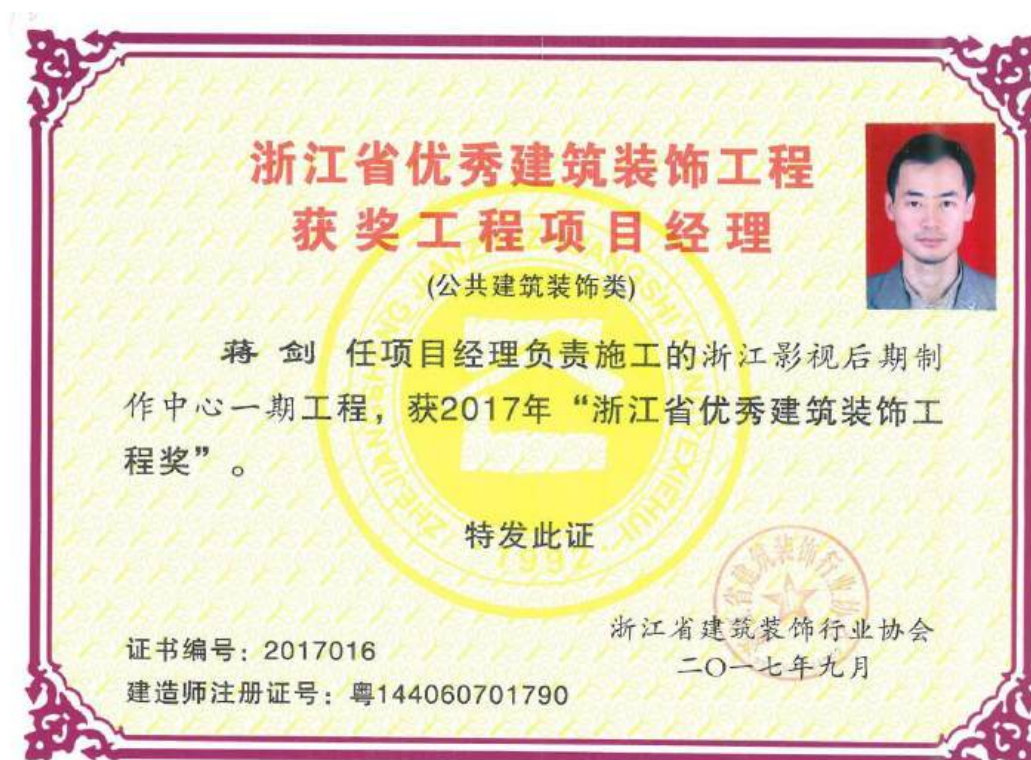 浙江省优秀建筑装饰工程
获奖工程项目经理
(公共建筑装饰类)
蒋剑 任项目经理负责施工的浙江影视后期制
作中心一期工程，获2017年“浙江省优秀建筑装饰工
程奖”。
特发此证
1992
浙江省建筑装饰行业协会
二〇一七年九月
证书编号：2017016
建造师注册证号：粤144060701790